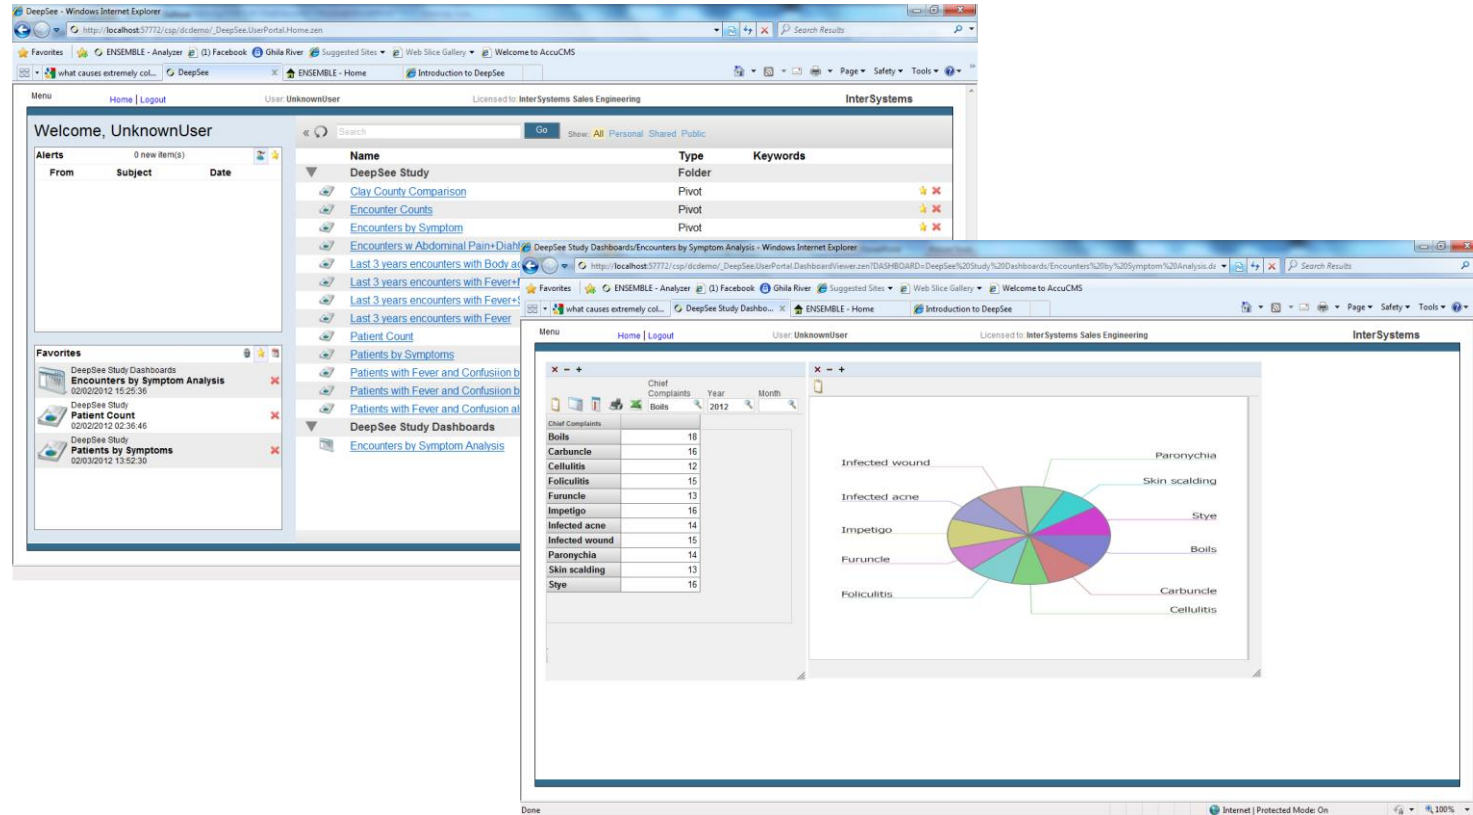 DeepSee - Windows Internet Explorer
http://localhost:57772/csp/dcdemo/_DeepSee.UserPortal.Home.zen
Search Results
Favorites ENSEMBLE - Analyzer (1) Facebook Ghila River Suggested Sites Web Slice Gallery Welcome to AccuCMS
what causes extremely col... DeepSee ENSEMBLE - Home Introduction to DeepSee
Page Safety Tools
Menu Home | Logout User: UnknownUser Licensed to: InterSystems Sales Engineering InterSystems
Welcome, UnknownUser
Alerts 0 new item(s)
From Subject Date
Favorites
DeepSee Study Dashboards
Encounters by Symptom Analysis
02/02/2012 15:25:36
DeepSee Study
Patient Count
02/02/2012 02:36:46
DeepSee Study
Patients by Symptoms
02/03/2012 13:52:30
Search Go Show: All Personal Shared Public
Name Type Keywords
DeepSee Study Folder
Clay County Comparison Pivot
Encounter Counts Pivot
Encounters by Symptom Pivot
Encounters w Abdominal Pain+Diah
Last 3 years encounters with Body a
Last 3 years encounters with Fever+
Last 3 years encounters with Fever+
Last 3 years encounters with Fever
Patient Count
Patients by Symptoms
Patients with Fever and Confusiion b
Patients with Fever and Confusiion b
Patients with Fever and Confusion al
DeepSee Study Dashboards
Encounters by Symptom Analysis
DeepSee Study Dashboards/Encounters by Symptom Analysis - Windows Internet Explorer
http://localhost:57772/csp/dcdemo/_DeepSee.UserPortal.DashboardViewer.zen?DASHBOARD=DeepSee%20Study%20Dashboards/Encounters%20by%20Symptom%20Analysis.da
Search Results
Favorites ENSEMBLE - Analyzer (1) Facebook Ghila River Suggested Sites Web Slice Gallery Welcome to AccuCMS
what causes extremely col... DeepSee Study Dashbo... ENSEMBLE - Home Introduction to DeepSee
Page Safety Tools
Menu Home | Logout User: UnknownUser Licensed to: InterSystems Sales Engineering InterSystems
Chief
Complaints Year Month
Boils 2012
Chief Complaints
Boils 18
Carbuncle 16
Cellulitis 12
Foliculitis 15
Furuncle 13
Impetigo 16
Infected acne 14
Infected wound 15
Paronychia 14
Skin scalding 13
Stye 16
Paronychia
Infected wound
Skin scalding
Infected acne
Stye
Impetigo
Boils
Furuncle
Carbuncle
Foliculitis
Cellulitis
Done Internet | Protected Mode: On 100%